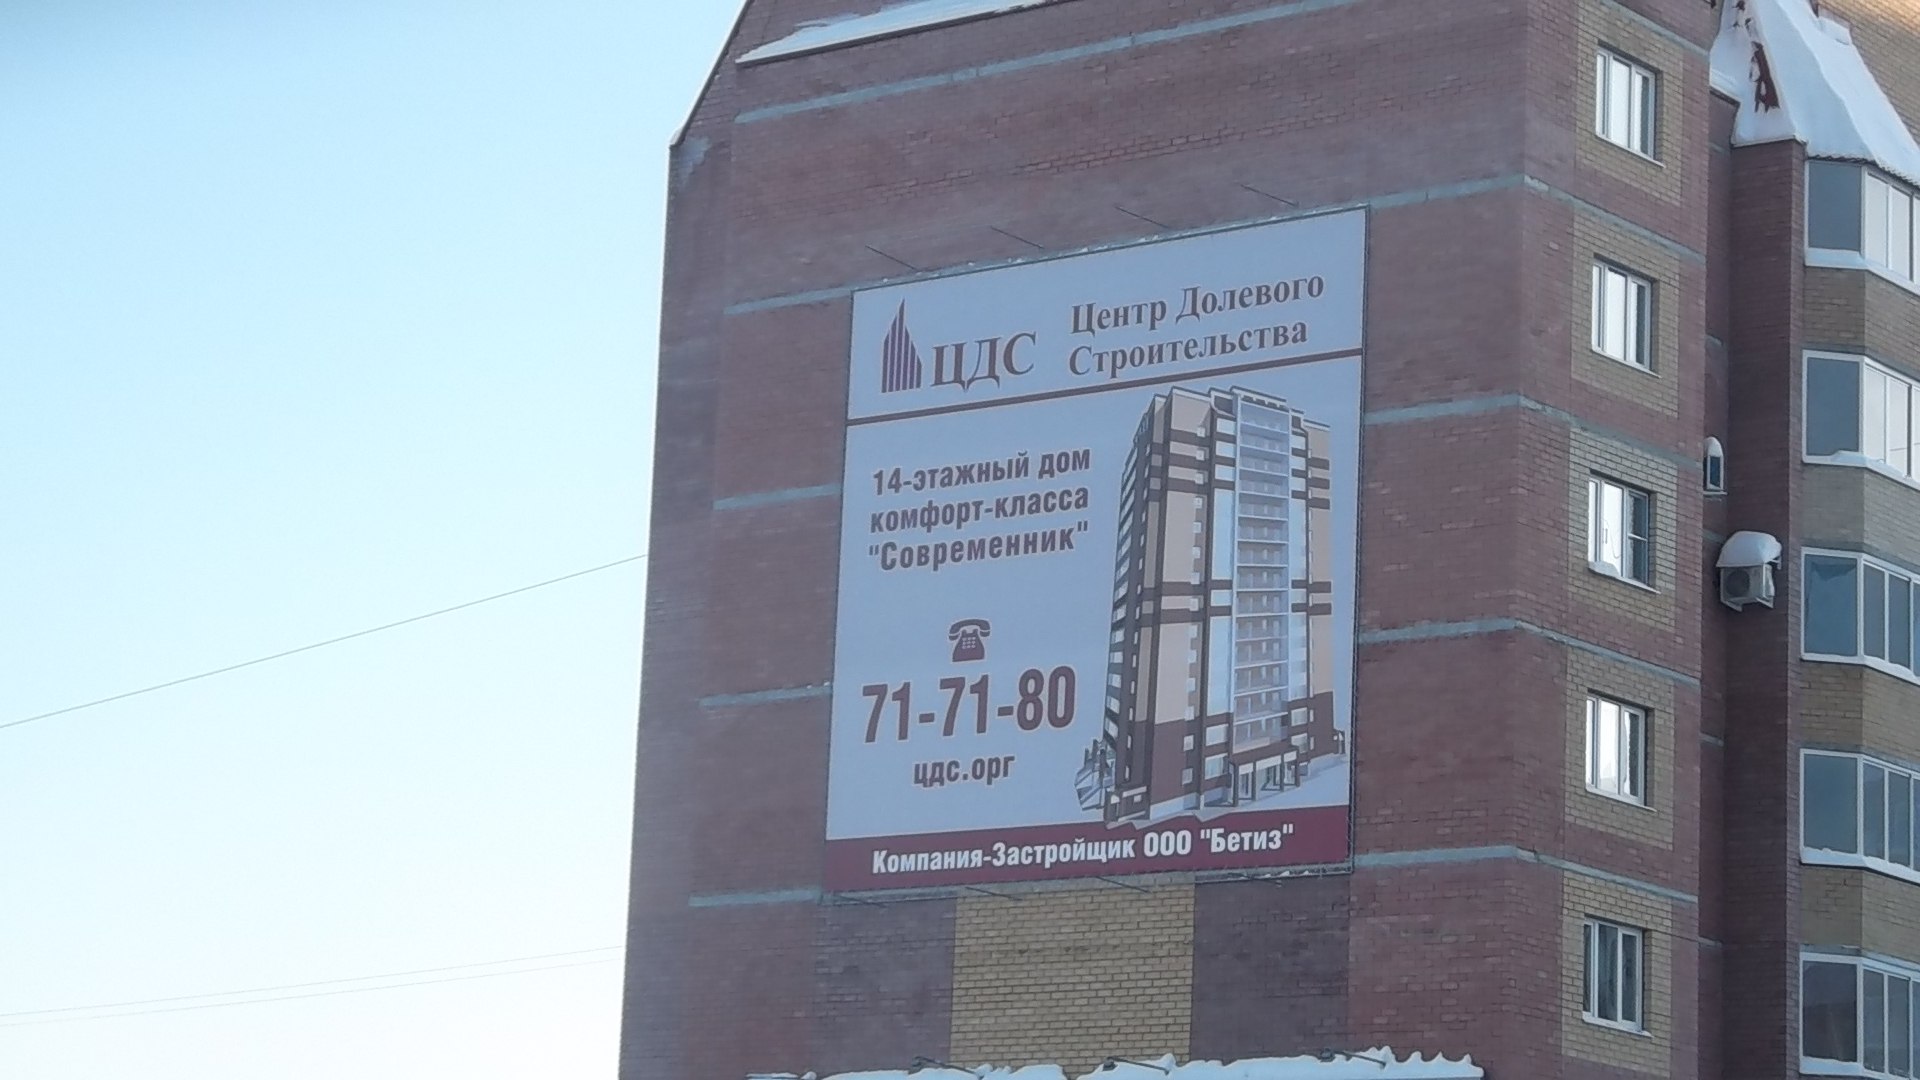 ЦДС
Центр Долевого
Строительства
14-этажный дом
комфорт-класса
"Современник"
71-71-80
цдс.орг
Компания-Застройщик ООО "Бетиз"